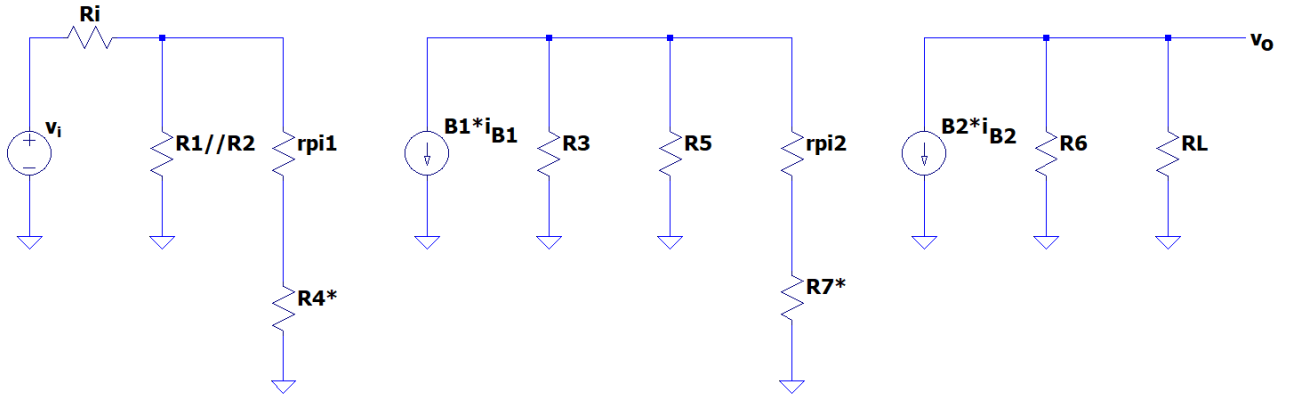 Ri
vi
+
−
R1//R2
rpi1
R4*
B1*iB1
R3
R5
rpi2
R7*
B2*iB2
R6
RL
vo